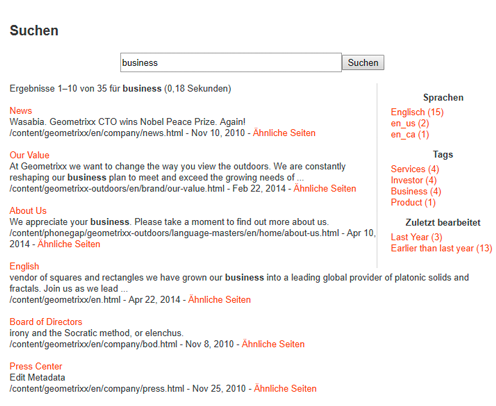 Suchen
business Suchen
Ergebnisse 1–10 von 35 für business (0,18 Sekunden)
News
Wasabia. Geometrixx CTO wins Nobel Peace Prize. Again!
/content/geometrixx/en/company/news.html - Nov 10, 2010 - Ähnliche Seiten
Our Value
At Geometrixx we want to change the way you view the outdoors. We are constantly
reshaping our business plan to meet and exceed the growing needs of ...
/content/geometrixx-outdoors/en/brand/our-value.html - Feb 22, 2014 - Ähnliche Seiten
About Us
We appreciate your business. Please take a moment to find out more about us.
/content/phonegap/geometrixx-outdoors/language-masters/en/home/about-us.html - Apr 10,
2014 - Ähnliche Seiten
English
vendor of squares and rectangles we have grown our business into a leading global provider of platonic solids and
fractals. Join us as we lead ...
/content/geometrixx/en.html - Apr 22, 2014 - Ähnliche Seiten
Board of Directors
irony and the Socratic method, or elenchus.
/content/geometrixx/en/company/bod.html - Nov 8, 2010 - Ähnliche Seiten
Press Center
Edit Metadata
/content/geometrixx/en/company/press.html - Nov 25, 2010 - Ähnliche Seiten
Sprachen
Englisch (15)
en_us (2)
en_ca (1)
Tags
Services (4)
Investor (4)
Business (4)
Product (1)
Zuletzt bearbeitet
Last Year (3)
Earlier than last year (13)